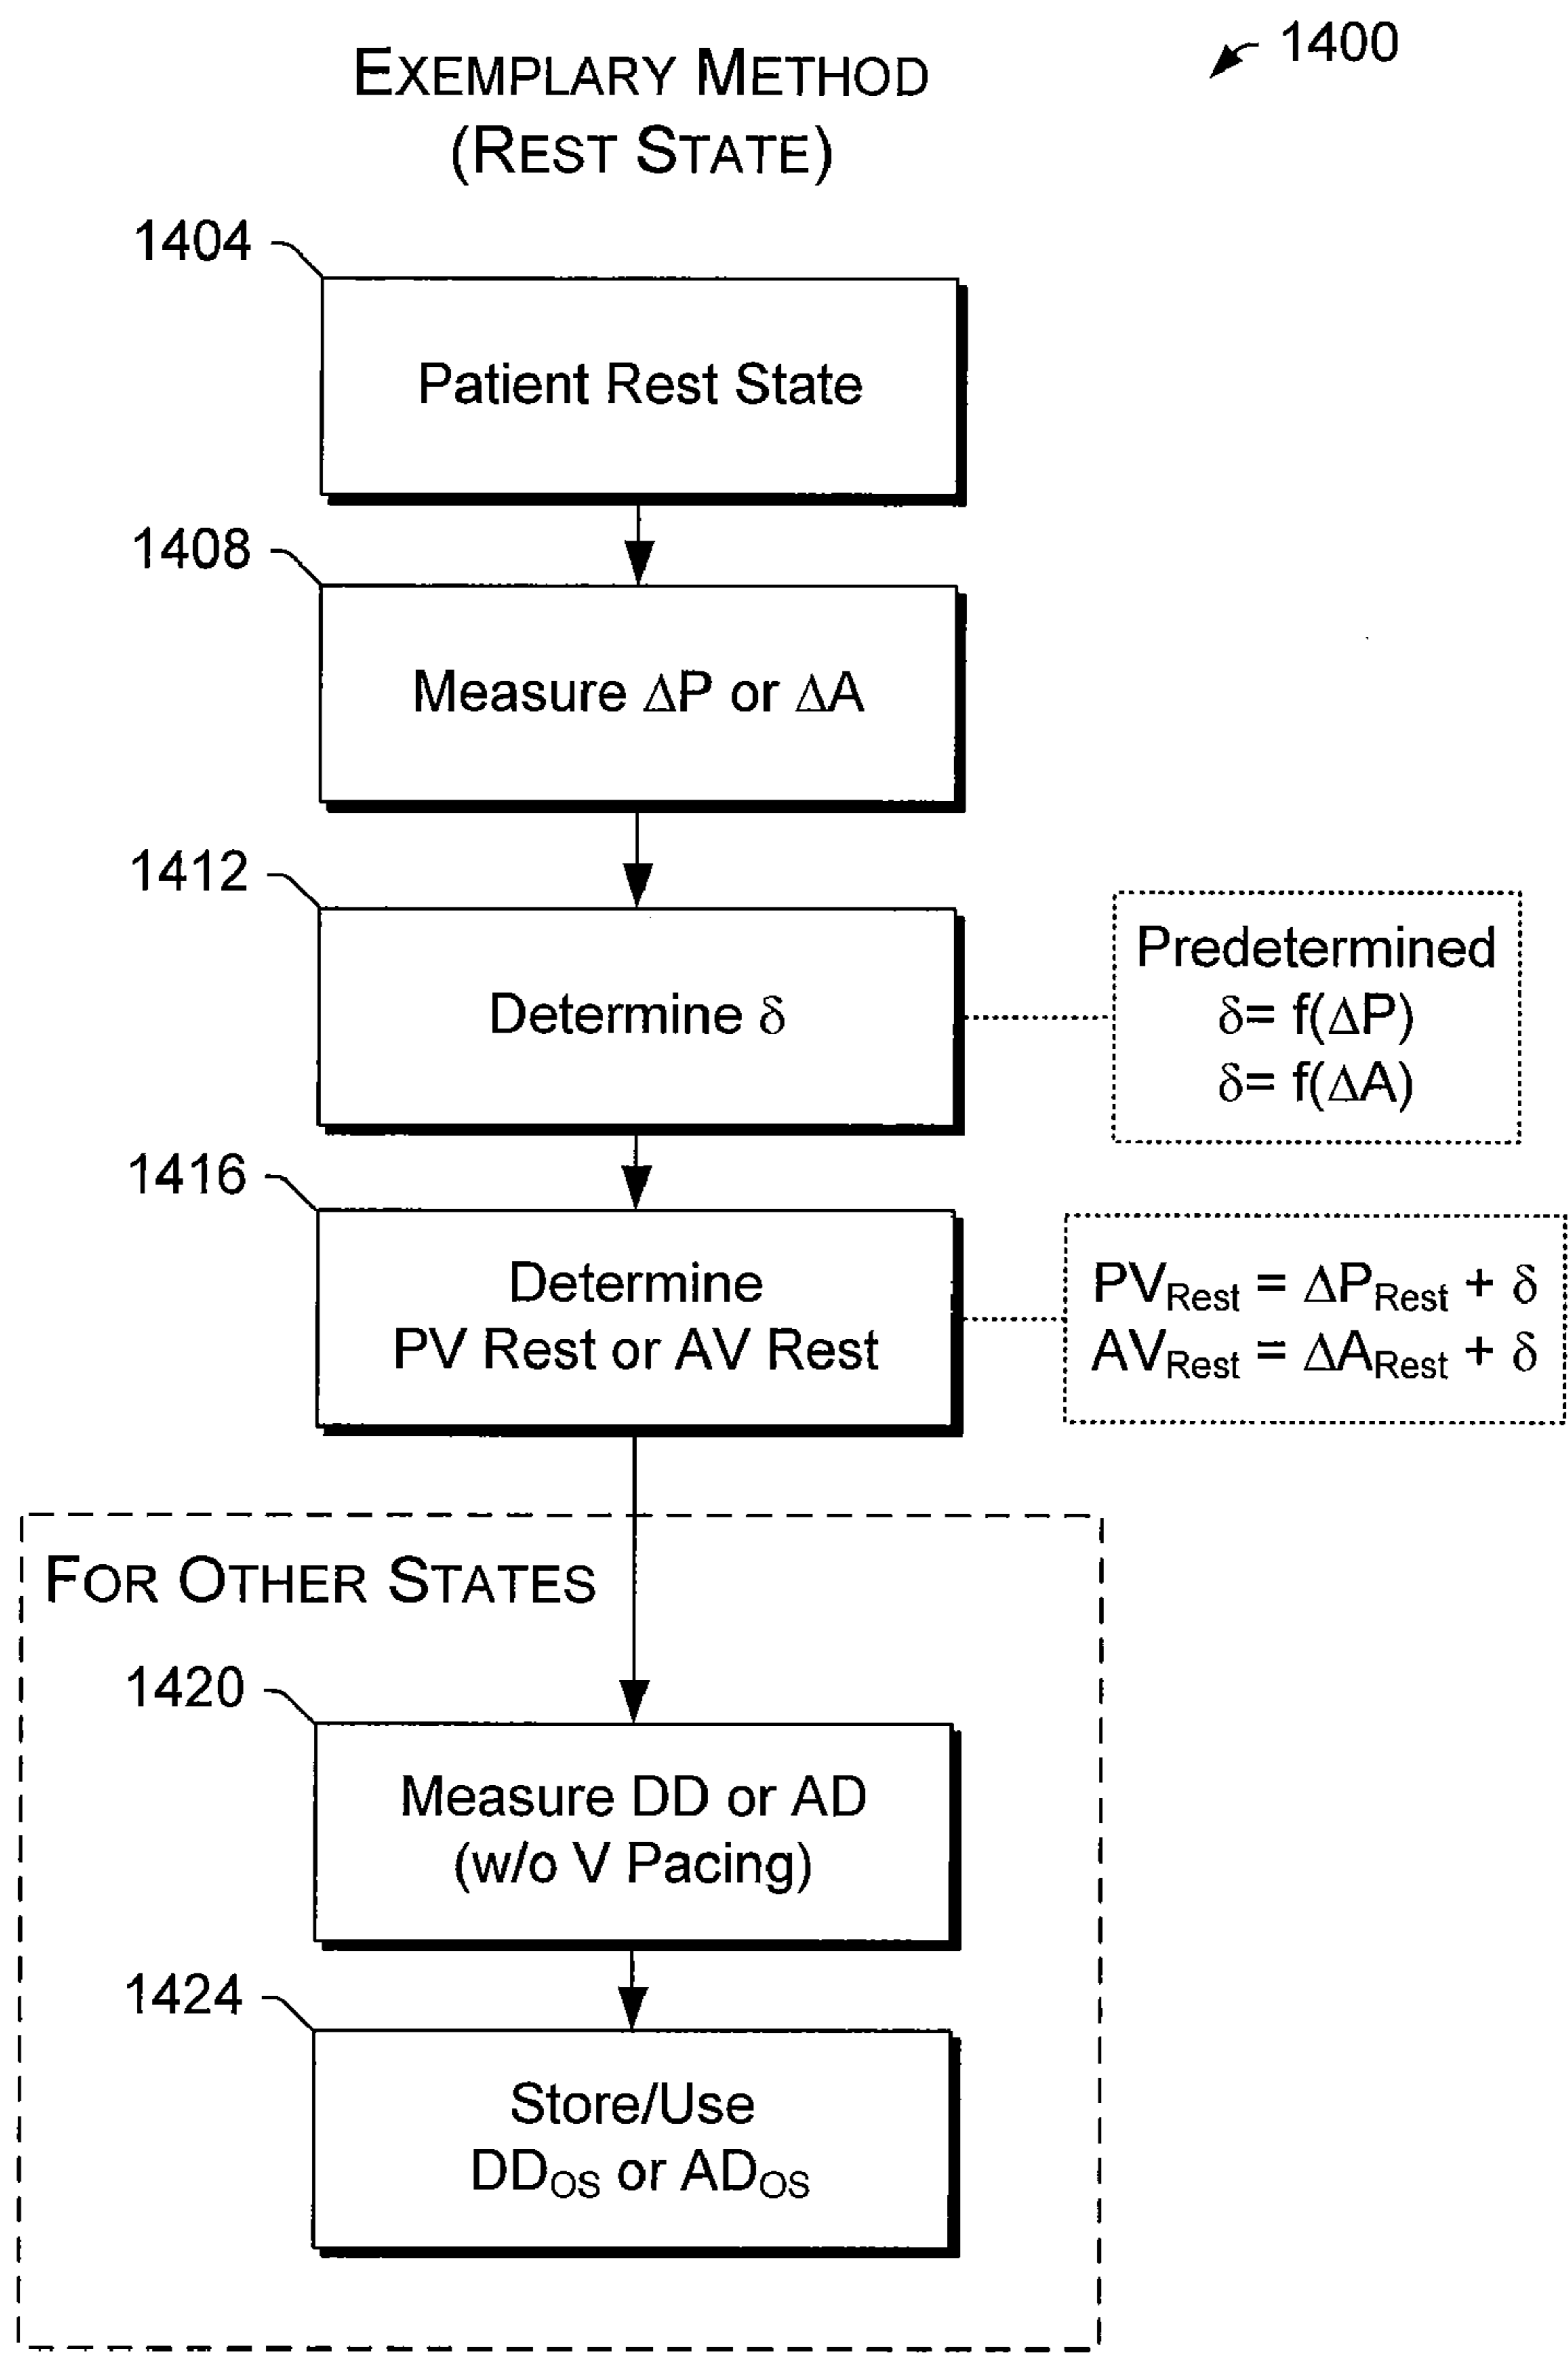 1400
EXEMPLARY METHOD
(REST STATE)
1404
Patient Rest State
1408
Measure ΔP or ΔA
1412
Determine δ
Predetermined
δ= f(ΔP)
δ= f(ΔA)
1416
Determine
PV Rest or AV Rest
PVRest = ΔPRest + δ
AVRest = ΔARest + δ
FOR OTHER STATES
1420
Measure DD or AD
(w/o V Pacing)
1424
Store/Use
DDOS or ADOS